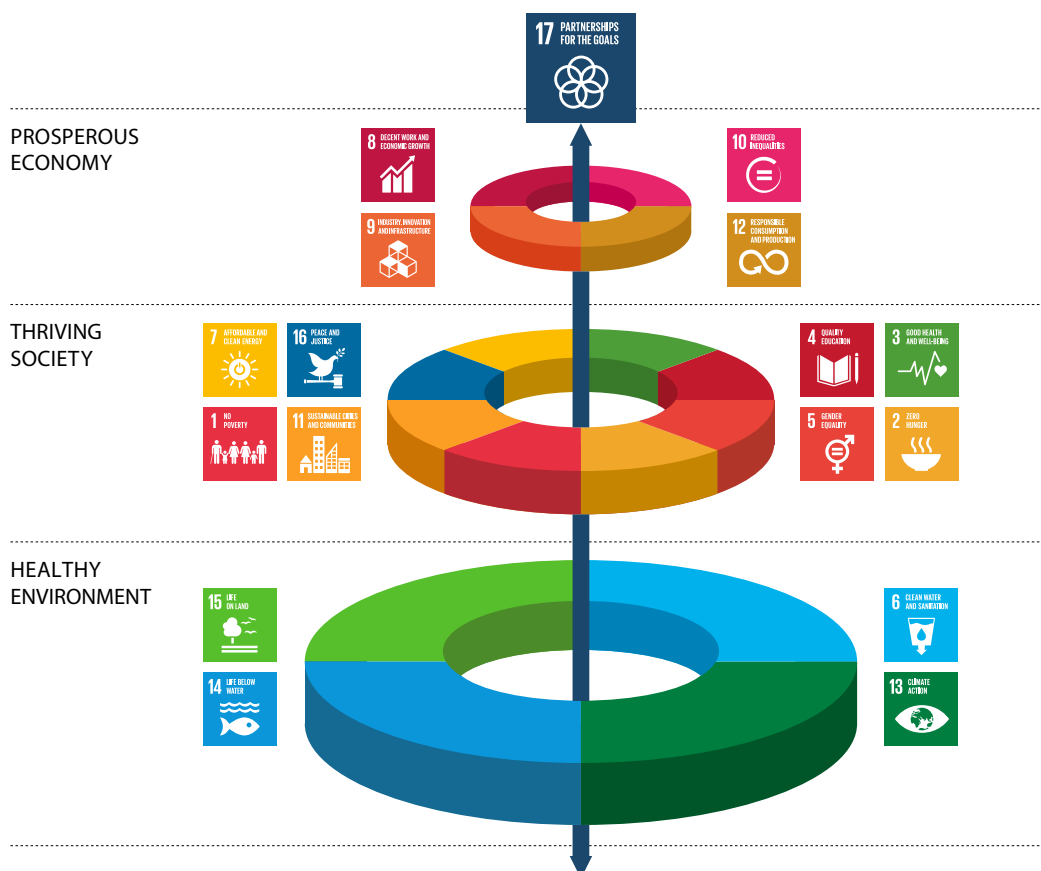 17 PARTNERSHIPS
FOR THE GOALS
PROSPEROUS
ECONOMY
8 DECENT WORK AND
ECONOMIC GROWTH
10 REDUCED
INEQUALITIES
9 INDUSTRY, INNOVATION
AND INFRASTRUCTURE
12 RESPONSIBLE
CONSUMPTION
AND PRODUCTION
THRIVING
SOCIETY
7 AFFORDABLE AND
CLEAN ENERGY
16 PEACE AND
JUSTICE
4 QUALITY
EDUCATION
3 GOOD HEALTH
AND WELL-BEING
1 NO
POVERTY
11 SUSTAINABLE CITIES
AND COMMUNITIES
5 GENDER
EQUALITY
2 ZERO
HUNGER
HEALTHY
ENVIRONMENT
15 LIFE
ON LAND
6 CLEAN WATER
AND SANITATION
14 LIFE BELOW
WATER
13 CLIMATE
ACTION